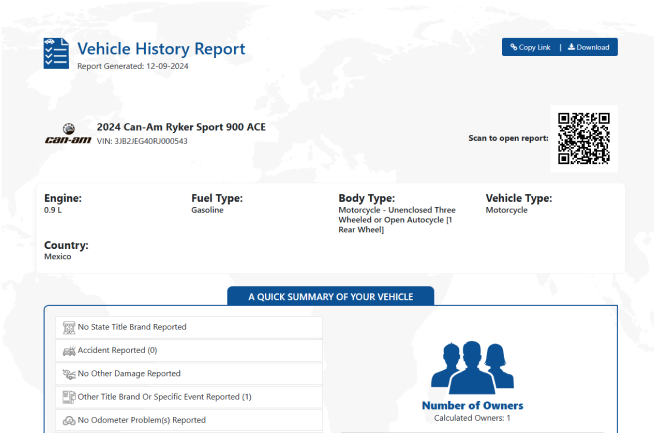 Vehicle History Report
Report Generated: 12-09-2024
Copy Link | Download
can-am
2024 Can-Am Ryker Sport 900 ACE
VIN: 3JB2JEG40RJ000543
Scan to open report:
Engine:
0.9 L
Fuel Type:
Gasoline
Body Type:
Motorcycle - Unenclosed Three
Wheeled or Open Autocycle [1
Rear Wheel]
Vehicle Type:
Motorcycle
Country:
Mexico
A QUICK SUMMARY OF YOUR VEHICLE
No State Title Brand Reported
Accident Reported (0)
No Other Damage Reported
Other Title Brand Or Specific Event Reported (1)
No Odometer Problem(s) Reported
Number of Owners
Calculated Owners: 1